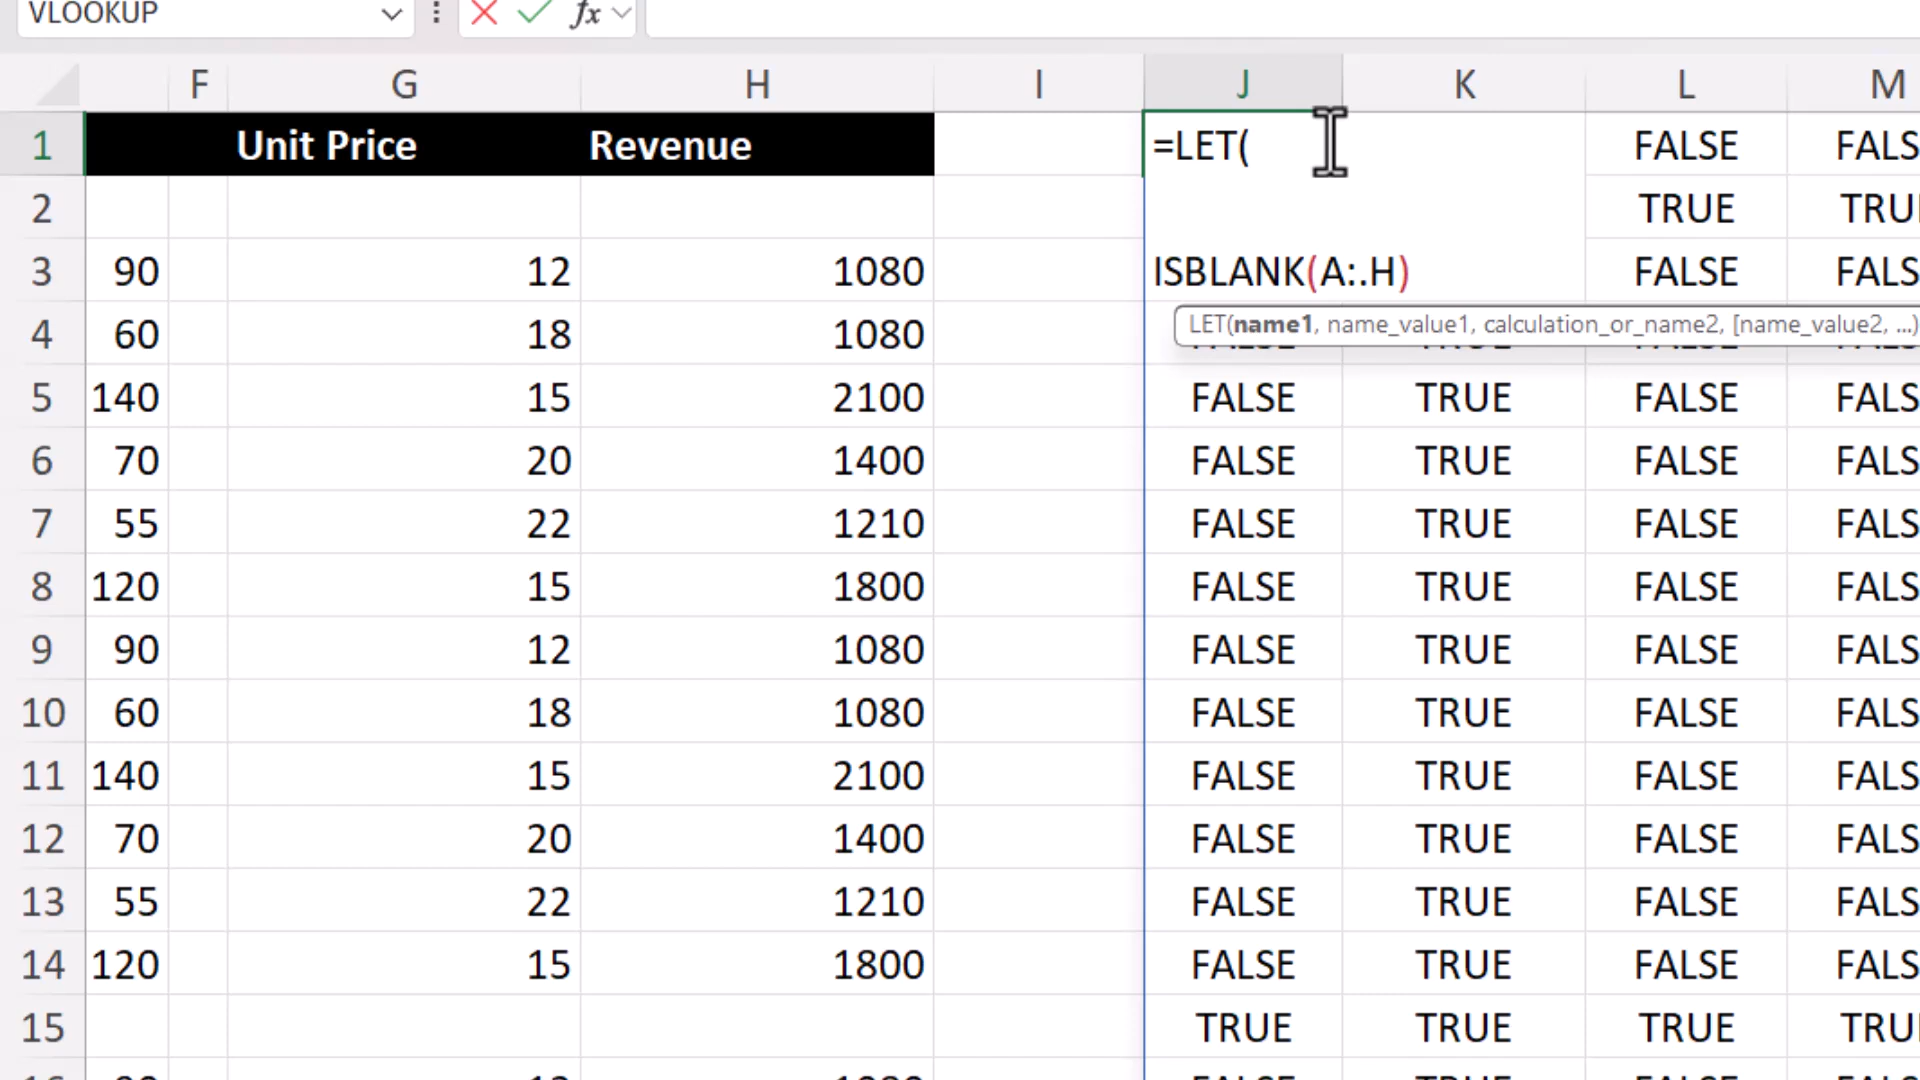 VLOOKUP fx
F G H I J K L M
1 Unit Price Revenue =LET( FALSE FALS
2 TRUE TRU
3 90 12 1080 ISBLANK(A:.H) FALSE FALS
LET(name1, name_value1, calculation_or_name2, [name_value2, ...)
4 60 18 1080
5 140 15 2100 FALSE TRUE FALSE FALS
6 70 20 1400 FALSE TRUE FALSE FALS
7 55 22 1210 FALSE TRUE FALSE FALS
8 120 15 1800 FALSE TRUE FALSE FALS
9 90 12 1080 FALSE TRUE FALSE FALS
10 60 18 1080 FALSE TRUE FALSE FALS
11 140 15 2100 FALSE TRUE FALSE FALS
12 70 20 1400 FALSE TRUE FALSE FALS
13 55 22 1210 FALSE TRUE FALSE FALS
14 120 15 1800 FALSE TRUE FALSE FALS
15 TRUE TRUE TRUE TRU